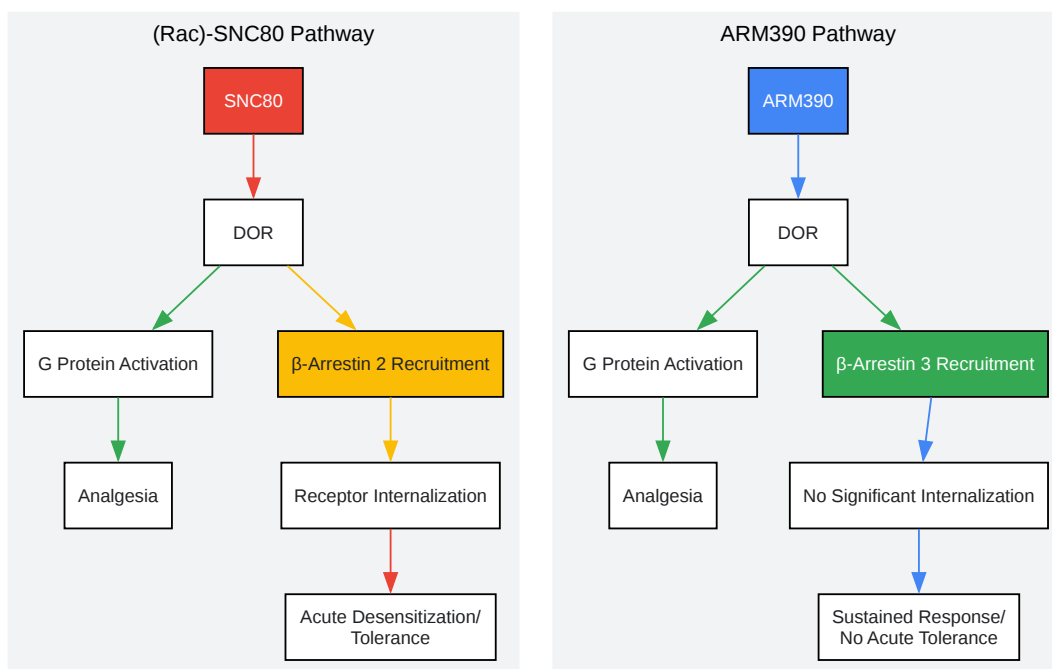 (Rac)-SNC80 Pathway
SNC80
DOR
G Protein Activation
β-Arrestin 2 Recruitment
Analgesia
Receptor Internalization
Acute Desensitization/
Tolerance
ARM390 Pathway
ARM390
DOR
G Protein Activation
β-Arrestin 3 Recruitment
Analgesia
No Significant Internalization
Sustained Response/
No Acute Tolerance